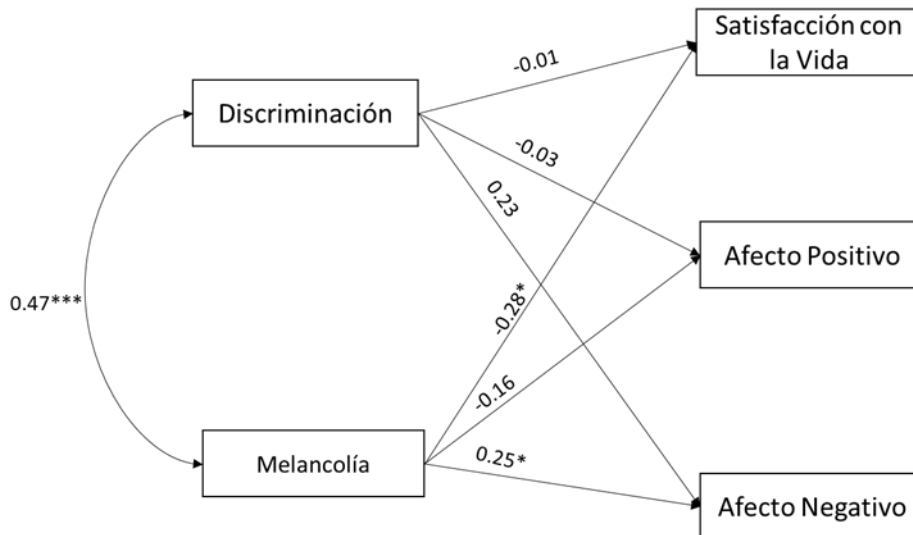 Satisfacción con
la Vida
-0.01
Discriminación
-0.03
0.23
Afecto Positivo
0.47***
-0.28*
-0.16
Melancolía
0.25*
Afecto Negativo